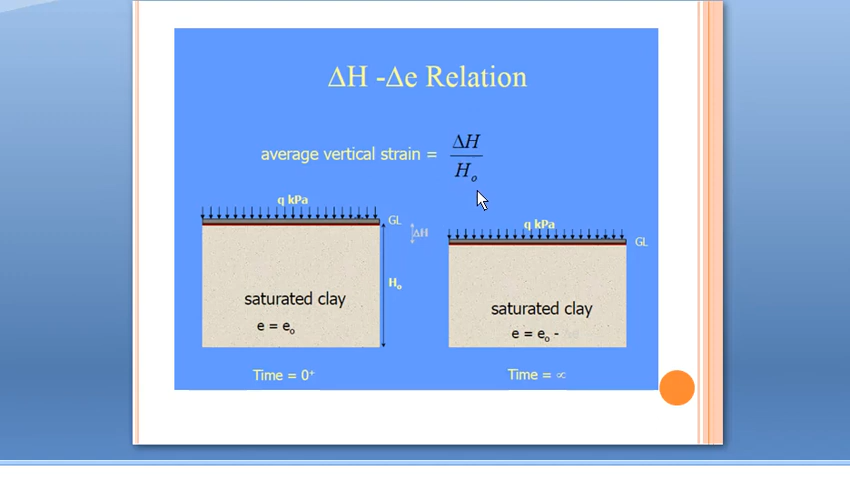 ΔH -Δe Relation
average vertical strain = ΔH / Hₒ
q kPa
GL
ΔH
Hₒ
saturated clay
e = eₒ
Time = 0⁺
q kPa
GL
saturated clay
e = eₒ -
Time = ∞